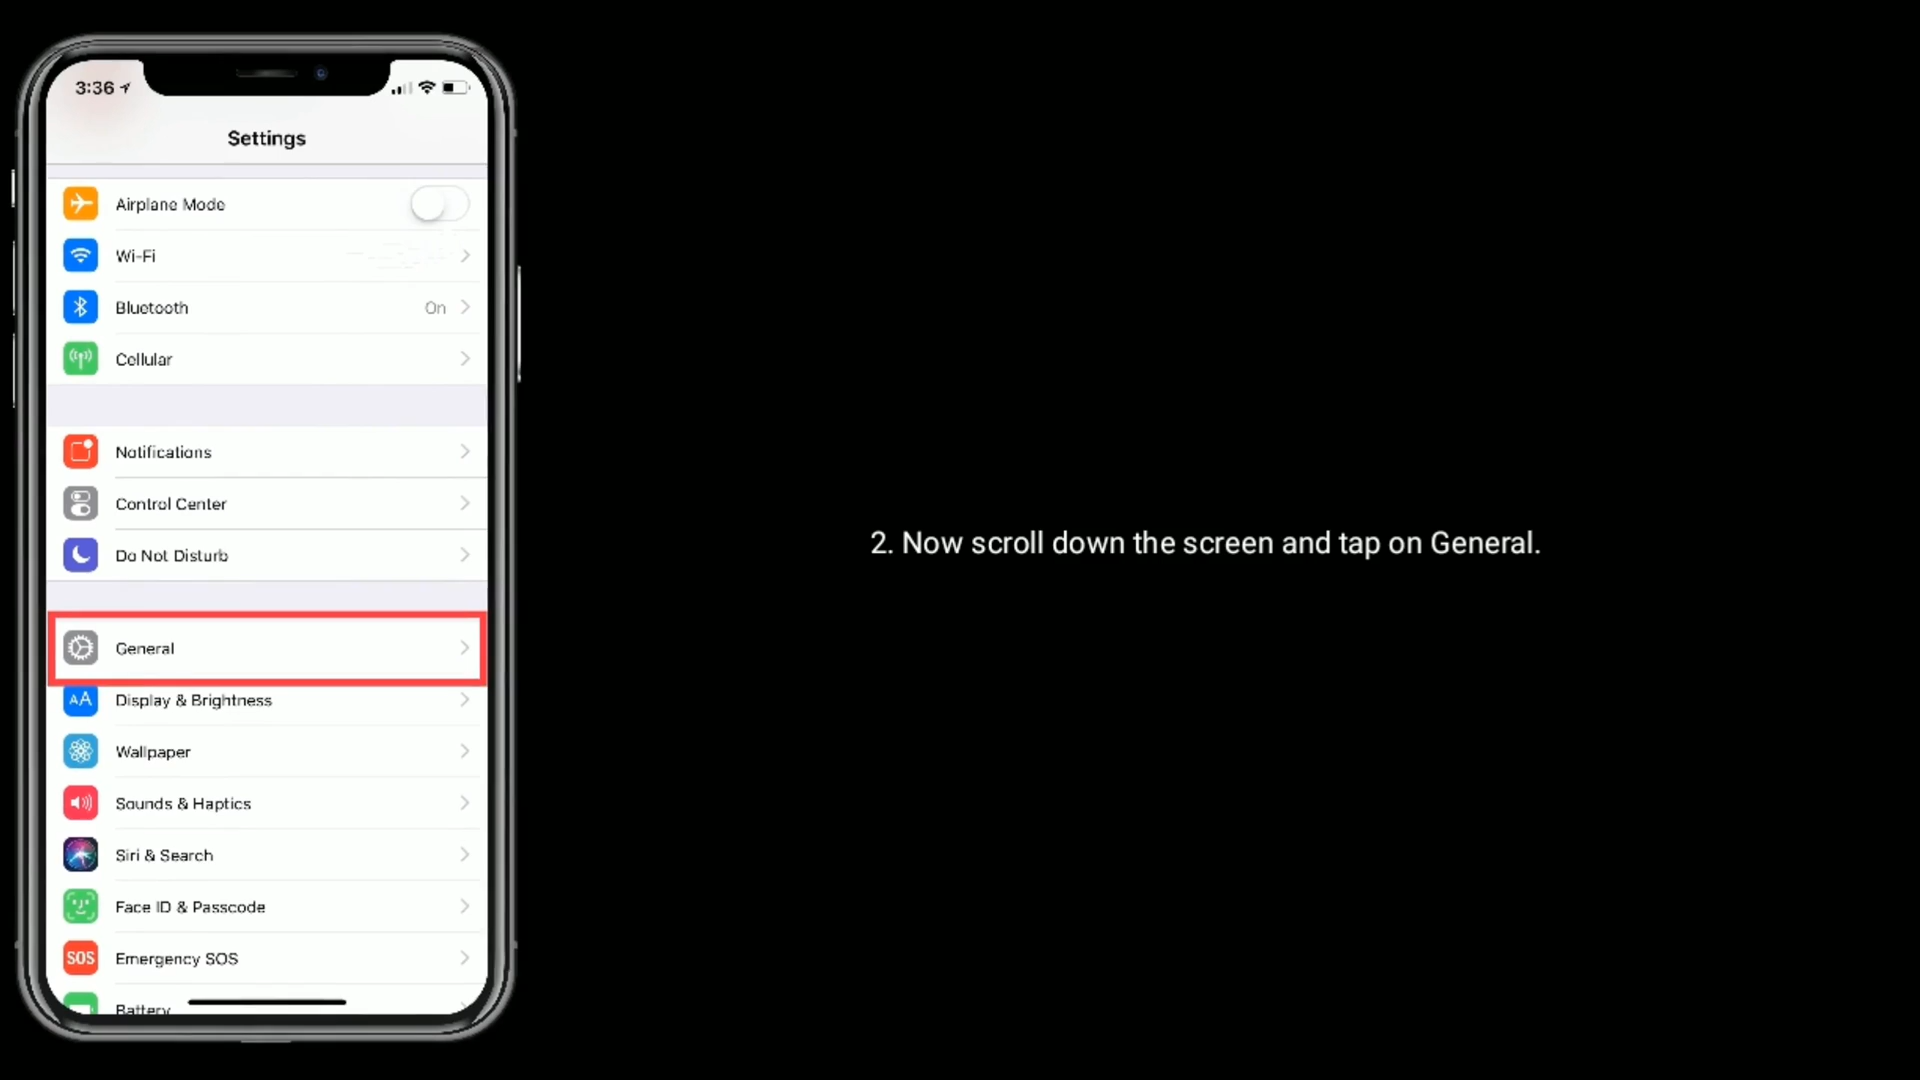 3:36
Settings
Airplane Mode
Wi-Fi
Bluetooth On
Cellular
Notifications
Control Center
Do Not Disturb
General
AA Display & Brightness
Wallpaper
Sounds & Haptics
Siri & Search
Face ID & Passcode
SOS Emergency SOS
Battery
2. Now scroll down the screen and tap on General.